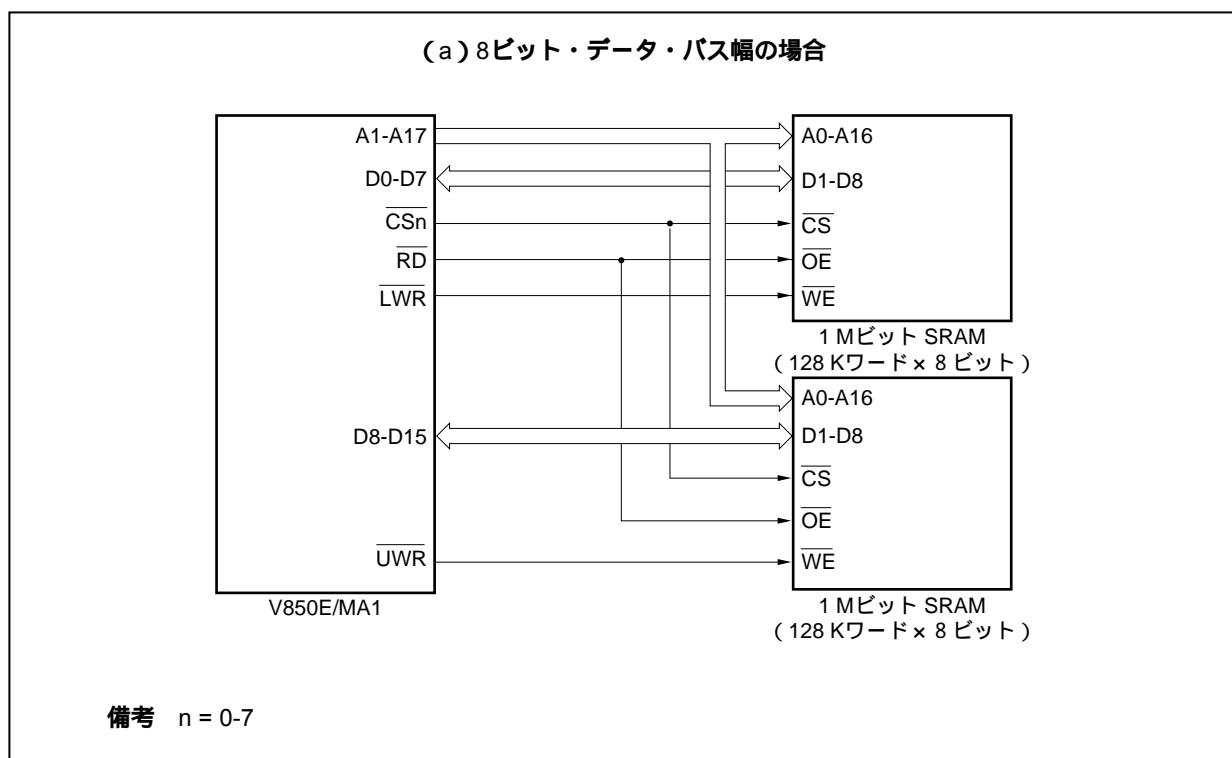 （a）8ビット・データ・バス幅の場合
A1-A17
D0-D7
CSn
RD
LWR
D8-D15
UWR
V850E/MA1
A0-A16
D1-D8
CS
OE
WE
1 Mビット SRAM
（128 Kワード× 8 ビット）
A0-A16
D1-D8
CS
OE
WE
1 Mビット SRAM
（128 Kワード× 8 ビット）
備考 n = 0-7